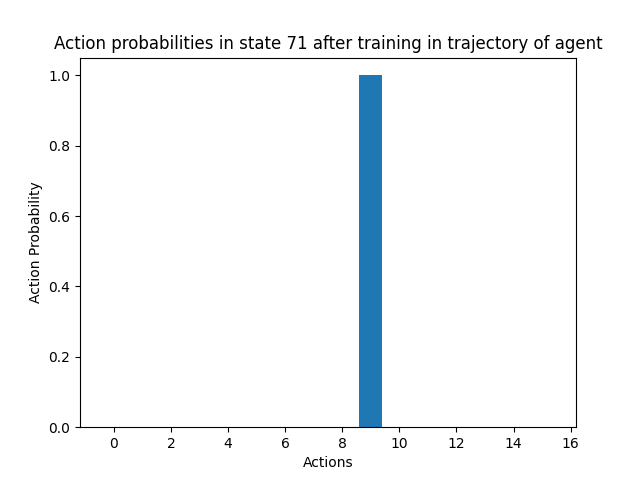 Action probabilities in state 71 after training in trajectory of agent
1.0
0.8
0.6
0.4
0.2
0.0
Action Probability
0 2 4 6 8 10 12 14 16
Actions